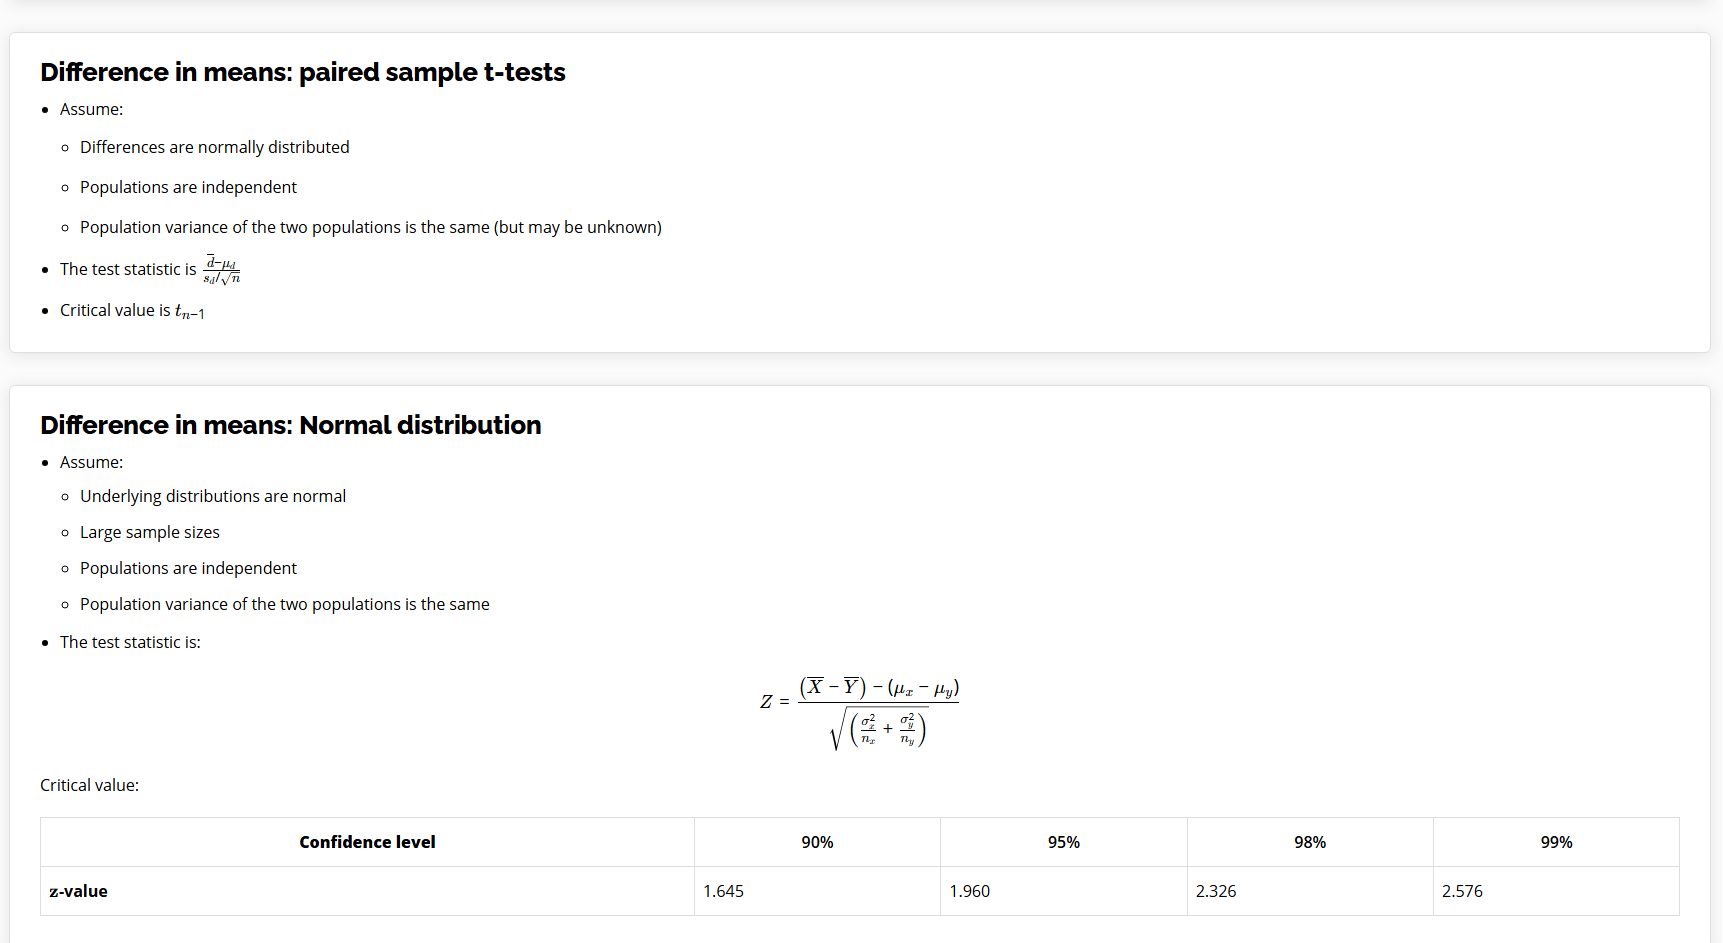 Difference in means: paired sample t-tests
• Assume:
◦ Differences are normally distributed
◦ Populations are independent
◦ Population variance of the two populations is the same (but may be unknown)
• The test statistic is \frac{\overline{d}-\mu_d}{s_d/\sqrt{n}}
• Critical value is t_{n-1}
Difference in means: Normal distribution
• Assume:
◦ Underlying distributions are normal
◦ Large sample sizes
◦ Populations are independent
◦ Population variance of the two populations is the same
• The test statistic is:
Z = \frac{(\overline{X} - \overline{Y}) - (\mu_x - \mu_y)}{\sqrt{\left(\frac{\sigma_x^2}{n_x} + \frac{\sigma_y^2}{n_y}\right)}}
Critical value:
Confidence level 90% 95% 98% 99%
z-value 1.645 1.960 2.326 2.576